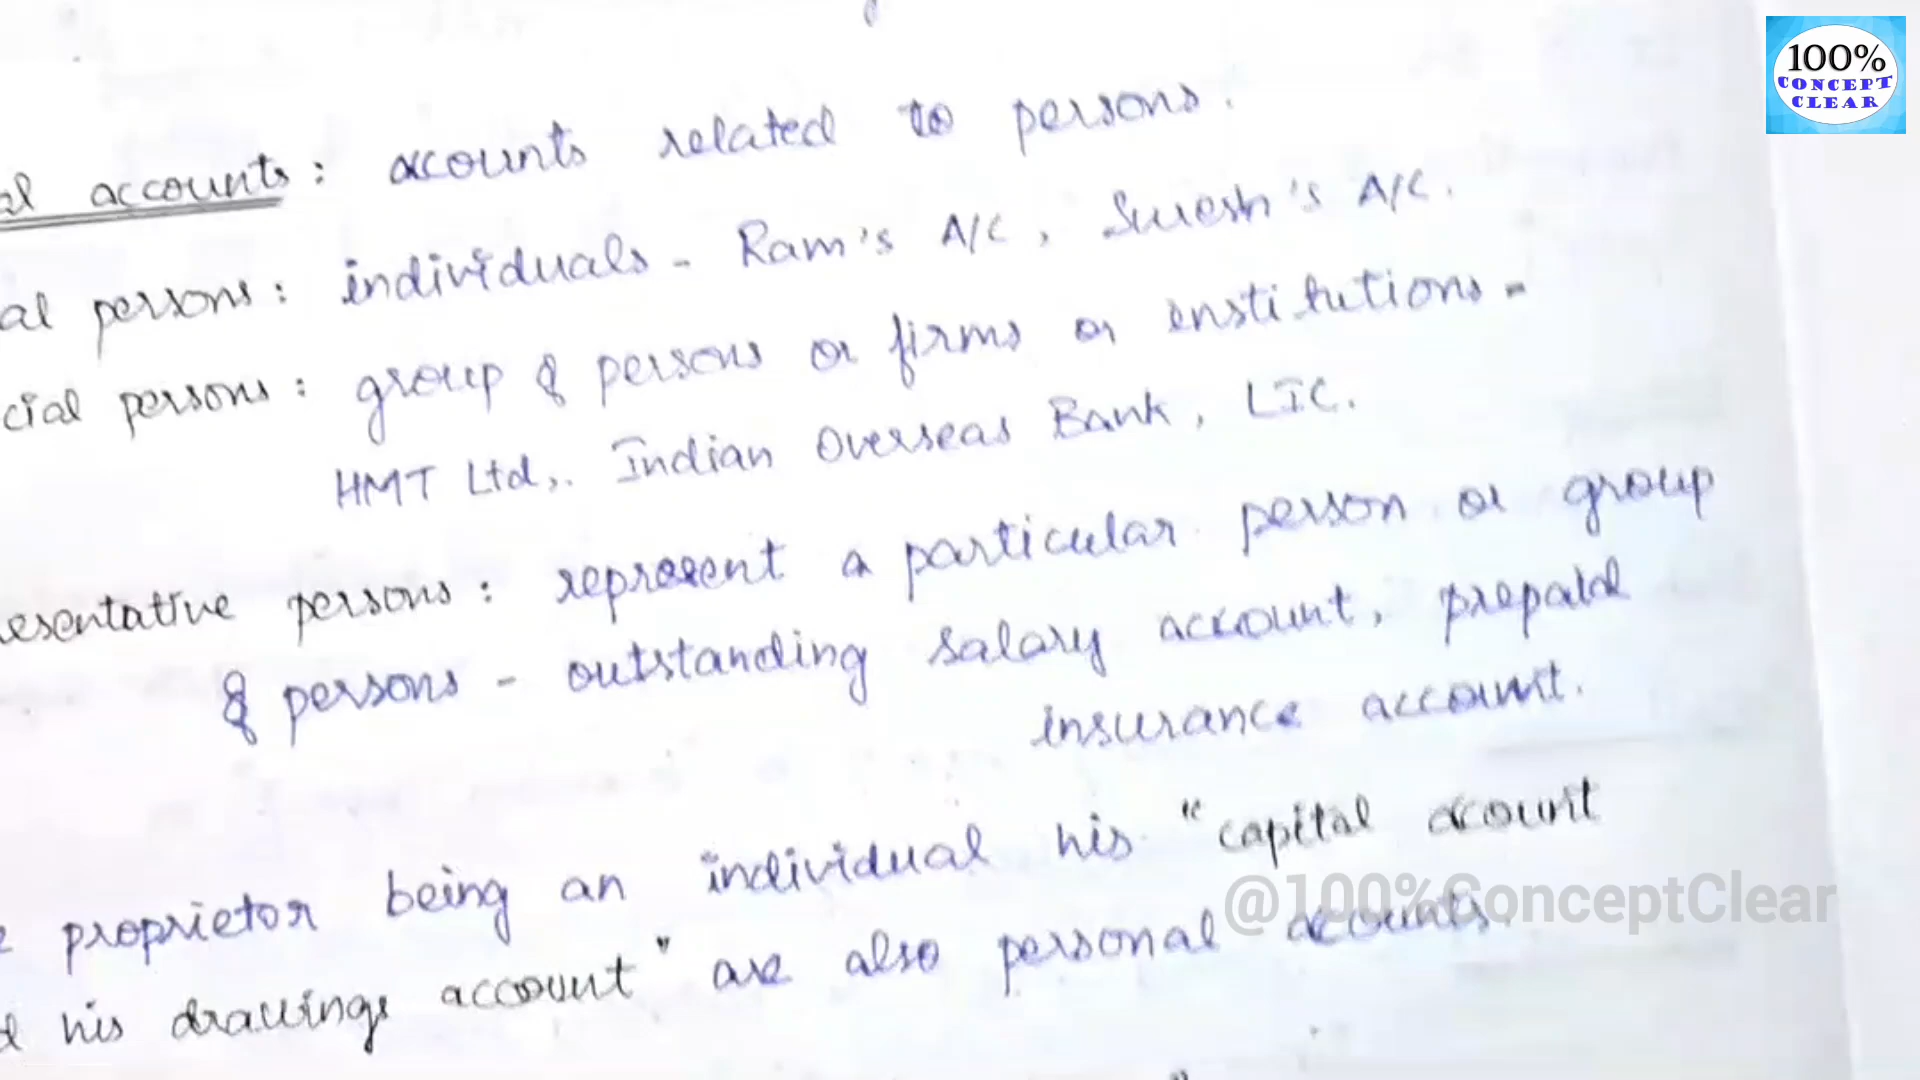 100%
CONCEPT
CLEAR
al accounts: accounts related to persons.
al persons: individuals - Ram's A/C, Suresh's A/C.
cial persons: group of persons or firms or institutions -
HMT Ltd,. Indian Overseas Bank, LIC.
esentative persons: represent a particular person or group
of persons - outstanding salary account, prepaid
insurance account.
e proprietor being an individual his "capital account
@100%ConceptClear
d his drawings account" are also personal accounts.